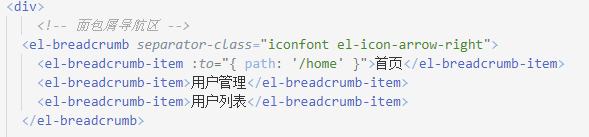 <div>
<!-- 面包屑导航区 -->
<el-breadcrumb separator-class="iconfont el-icon-arrow-right">
<el-breadcrumb-item :to="{ path: '/home' }">首页</el-breadcrumb-item>
<el-breadcrumb-item>用户管理</el-breadcrumb-item>
<el-breadcrumb-item>用户列表</el-breadcrumb-item>
</el-breadcrumb>